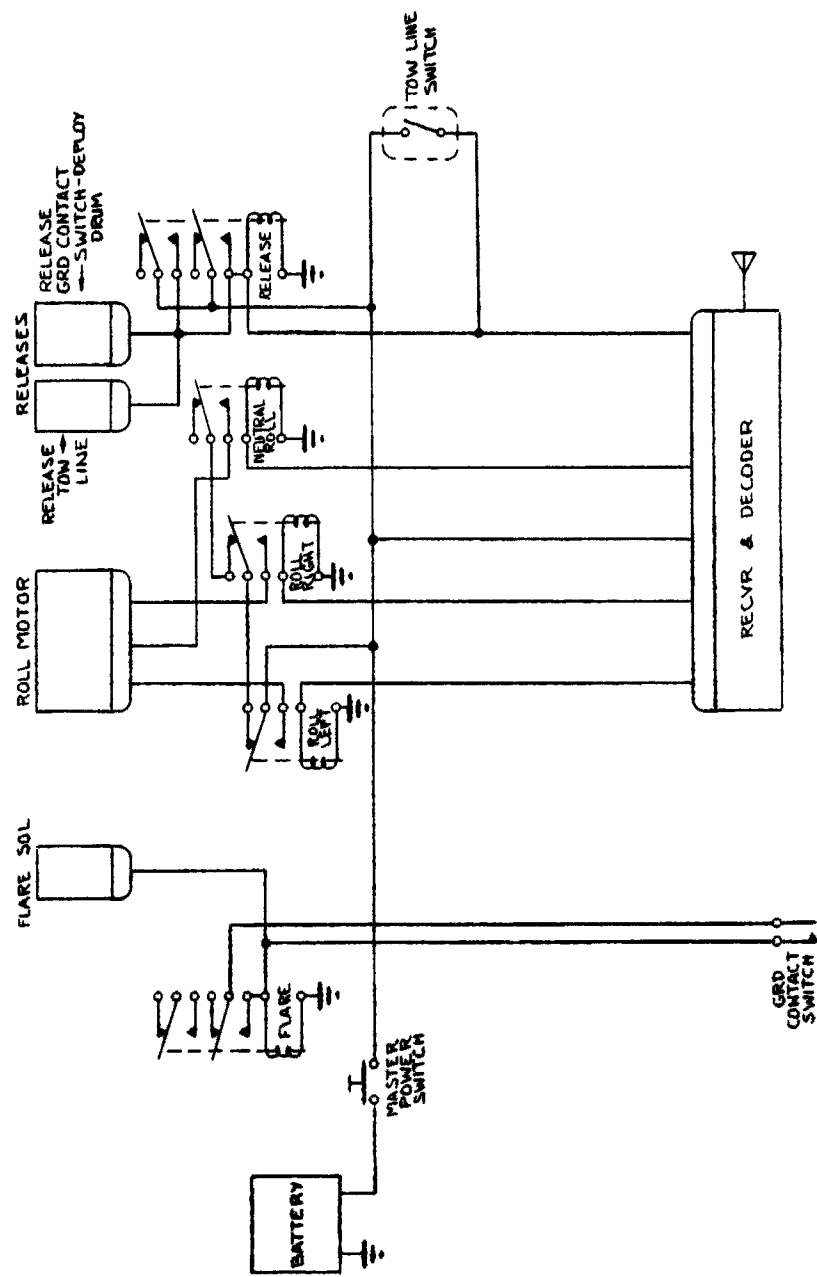 RELEASES
RELEASE
TOW →
LINE
RELEASE
GRD CONTACT
← SWITCH-DEPLOY
DRUM
ROLL MOTOR
FLARE SOL
TOW LINE
SWITCH
RELEASE
NEUTRAL
ROLL
ROLL
RIGHT
ROLL
LEFT
FLARE
MASTER
POWER
SWITCH
BATTERY
RECVR & DECODER
GRD
CONTACT
SWITCH